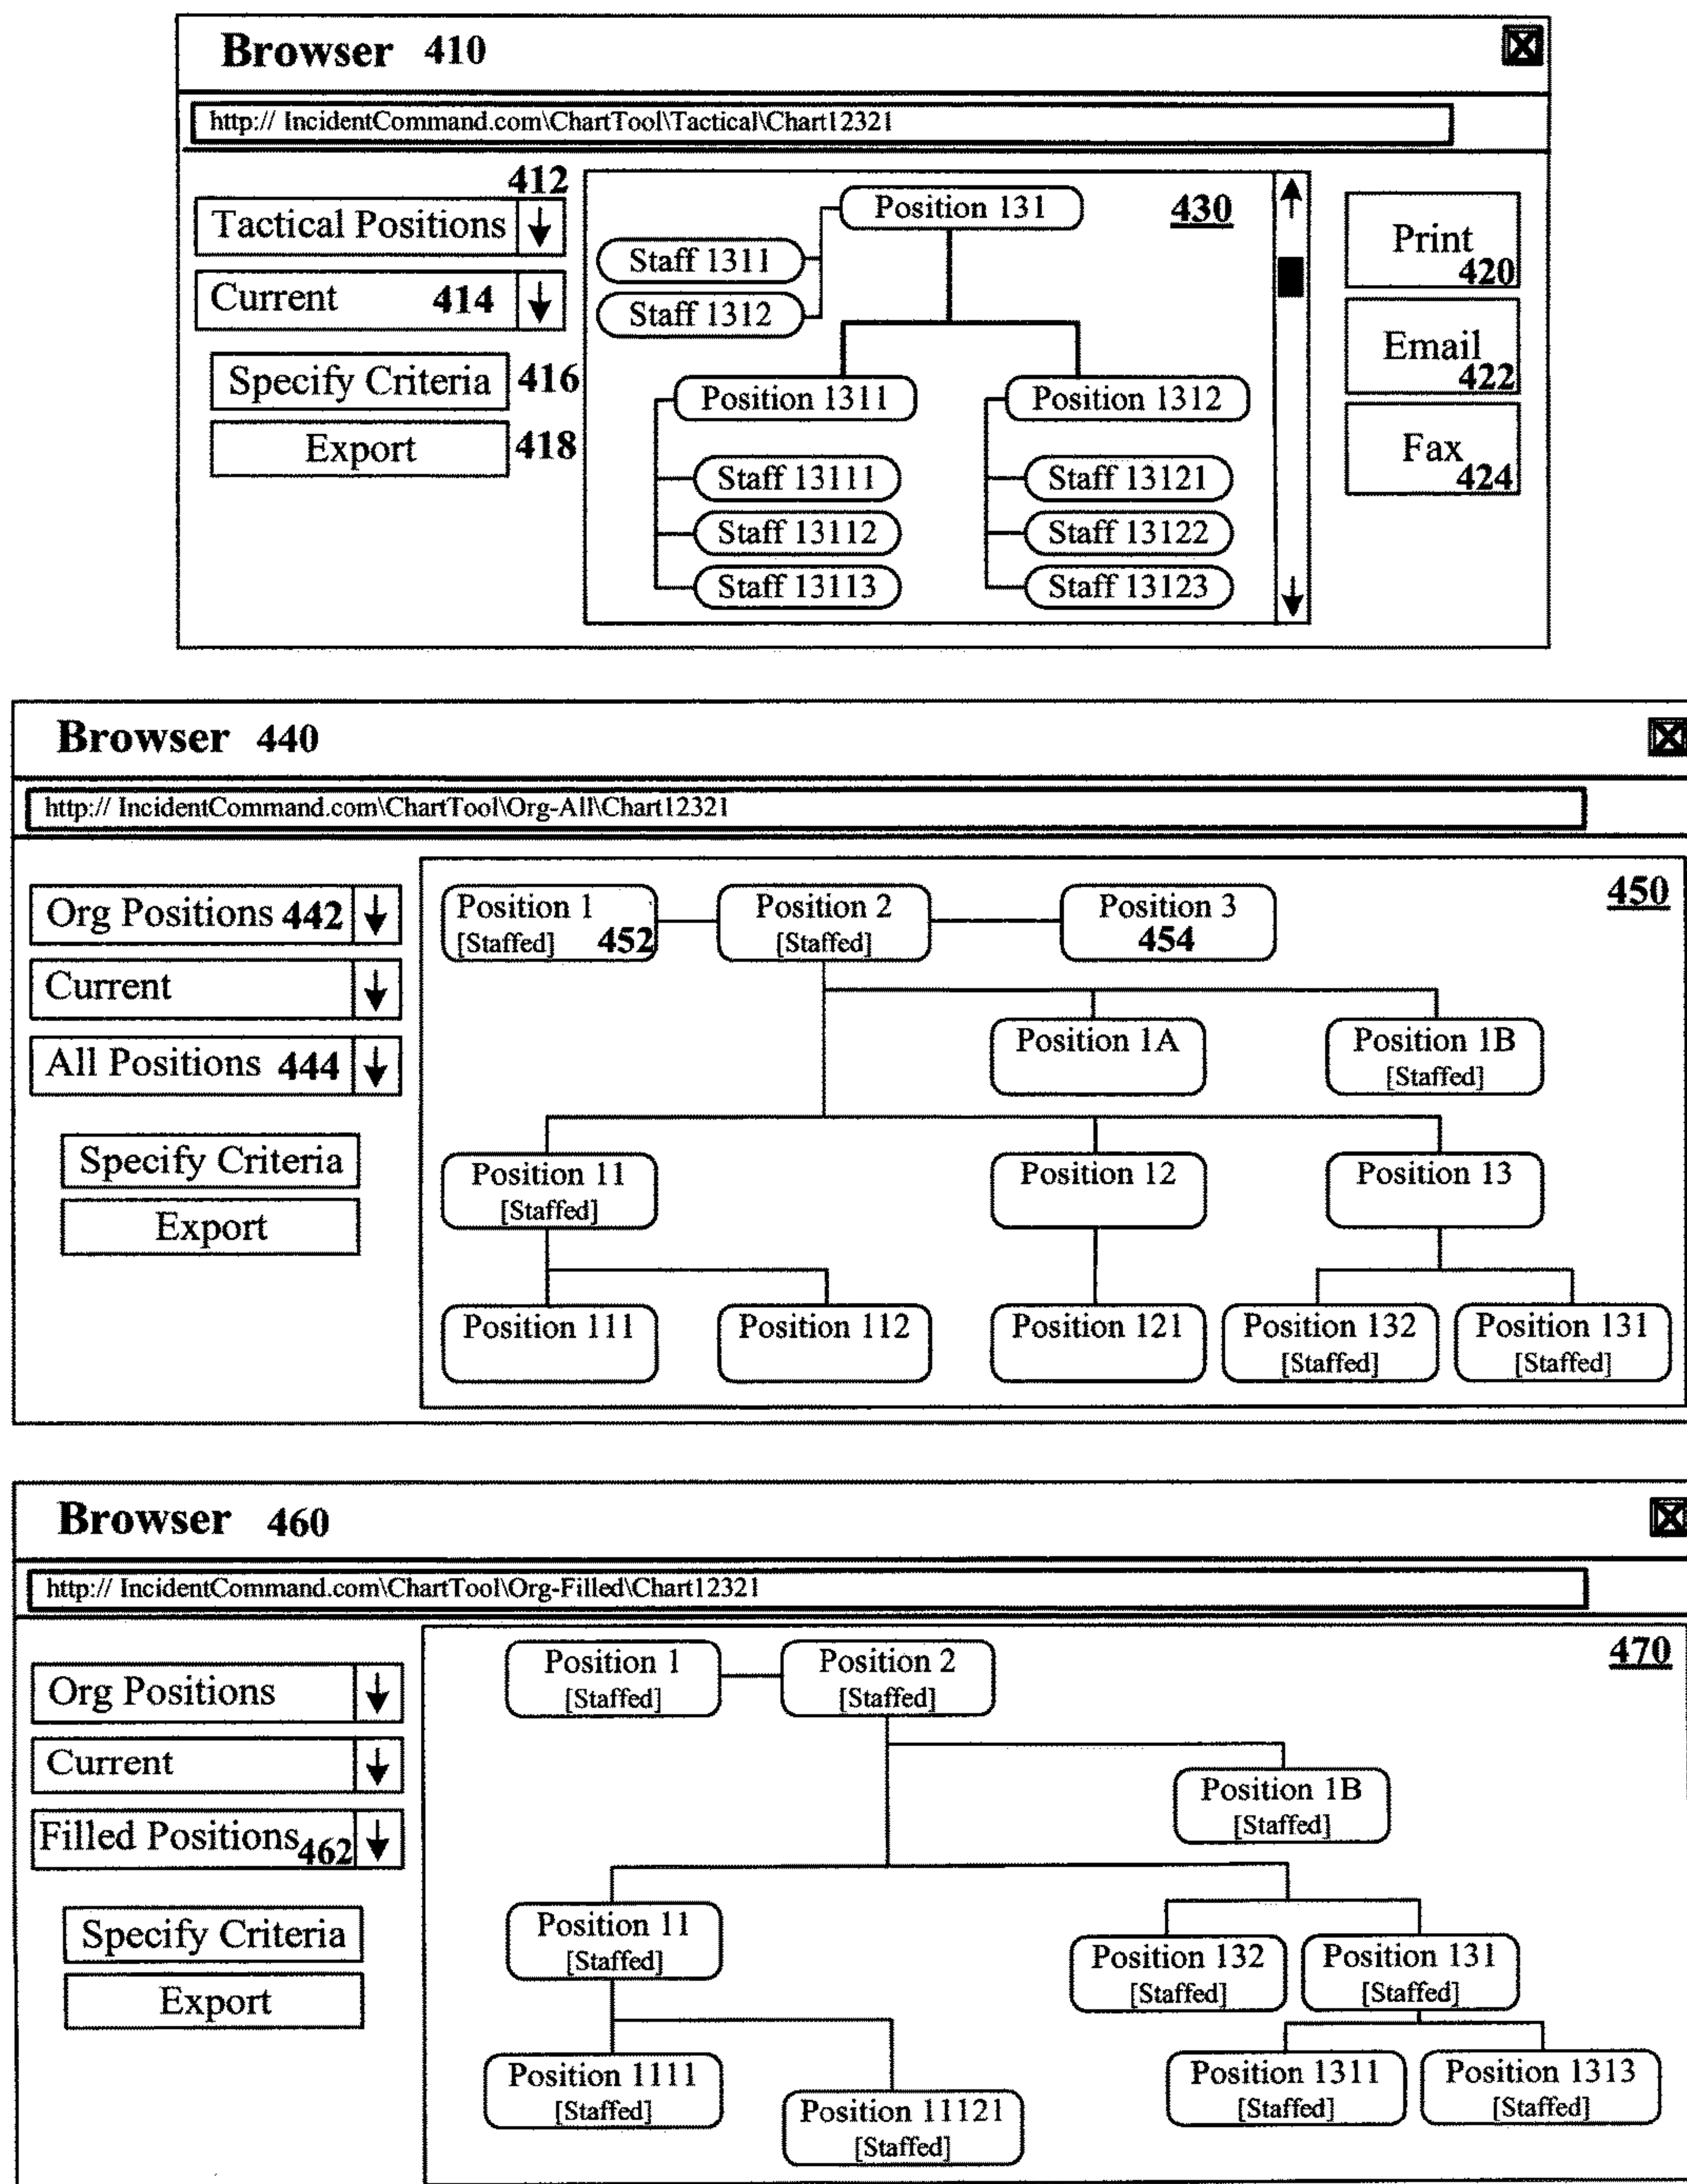 Browser 410
http:// IncidentCommand.com\ChartTool\Tactical\Chart12321
412
Tactical Positions
Current 414
Specify Criteria 416
Export 418
430
Position 131
Staff 1311
Staff 1312
Position 1311
Position 1312
Staff 13111
Staff 13112
Staff 13113
Staff 13121
Staff 13122
Staff 13123
Print
420
Email
422
Fax
424
Browser 440
http:// IncidentCommand.com\ChartTool\Org-All\Chart12321
Org Positions 442
Current
All Positions 444
Specify Criteria
Export
450
Position 1
[Staffed] 452
Position 2
[Staffed]
Position 3
454
Position 1A
Position 1B
[Staffed]
Position 11
[Staffed]
Position 12
Position 13
Position 111
Position 112
Position 121
Position 132
[Staffed]
Position 131
[Staffed]
Browser 460
http:// IncidentCommand.com\ChartTool\Org-Filled\Chart12321
Org Positions
Current
Filled Positions 462
Specify Criteria
Export
470
Position 1
[Staffed]
Position 2
[Staffed]
Position 1B
[Staffed]
Position 11
[Staffed]
Position 132
[Staffed]
Position 131
[Staffed]
Position 1111
[Staffed]
Position 11121
[Staffed]
Position 1311
[Staffed]
Position 1313
[Staffed]